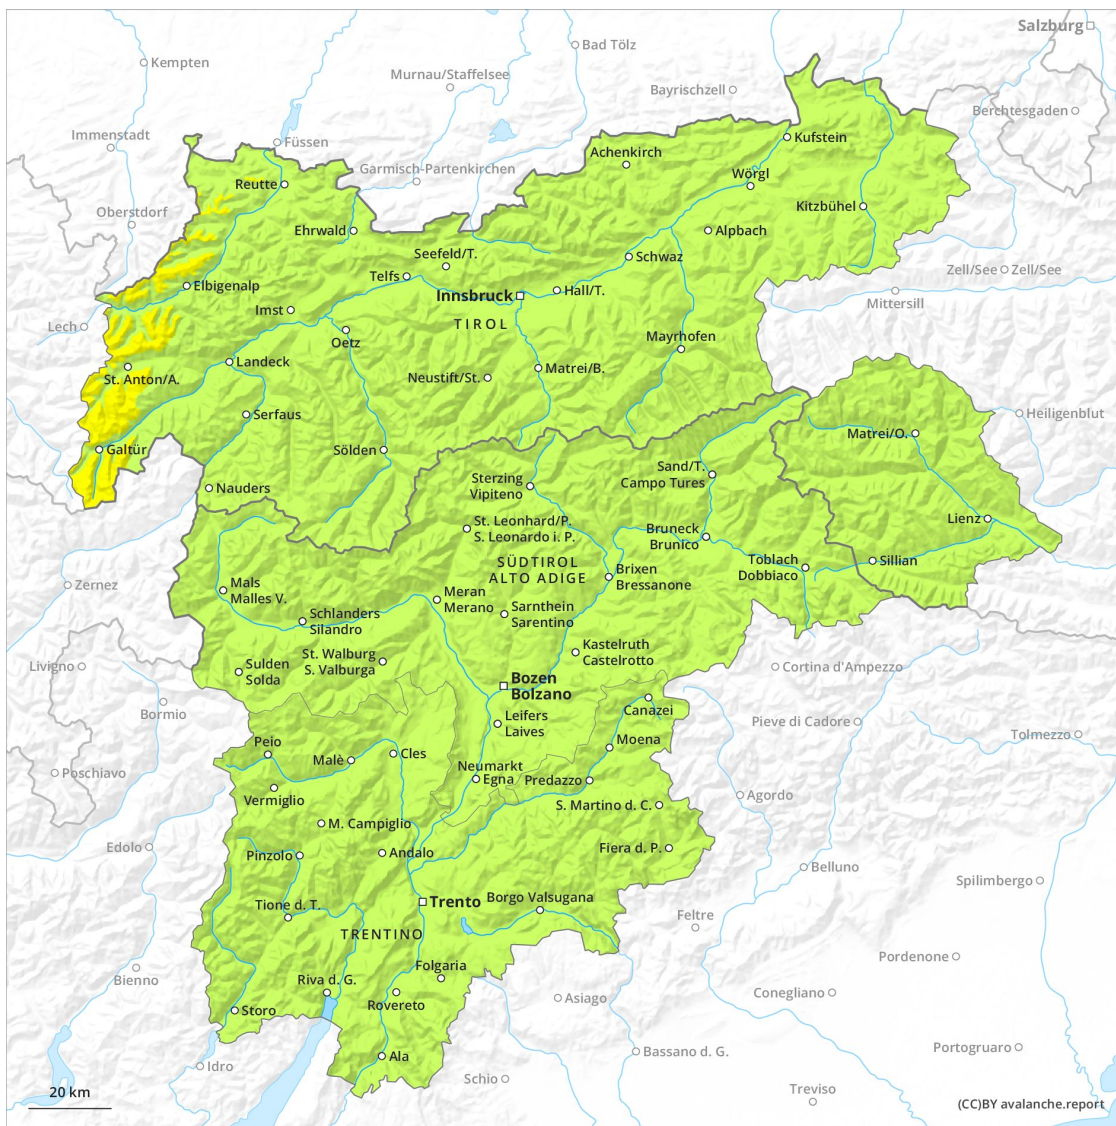 Salzburg
Bad Tölz
Kempten
Murnau/Staffelsee
Bayrischzell
Berchtesgaden
Immenstadt
Füssen
Kufstein
Achenkirch
Garmisch-Partenkirchen
Wörgl
Reutte
Oberstdorf
Kitzbühel
Ehrwald
Alpbach
Seefeld/T.
Schwaz
Telfs
Zell/See
Zell/See
Elbigenalp
Hall/T.
Innsbruck
Mittersill
Imst
TIROL
Lech
Oetz
Mayrhofen
Landeck
Matrei/B.
St. Anton/A.
Neustift/St.
Serfaus
Heiligenblut
Matrei/O.
Galtür
Sölden
Sand/T.
Campo Tures
Sterzing
Vipiteno
Nauders
Lienz
St. Leonhard/P.
S. Leonardo i. P.
Bruneck
Brunico
SÜDTIROL
ALTO ADIGE
Toblach
Dobbiaco
Sillian
Brixen
Bressanone
Zernez
Mals
Malles V.
Meran
Merano
Sarnthein
Sarentino
Schlanders
Silandro
Kastelruth
Castelrotto
St. Walburg
S. Valburga
Livigno
Sulden
Solda
Cortina d'Ampezzo
Bozen
Bolzano
Bormio
Canazei
Leifers
Laives
Pieve di Cadore
Tolmezzo
Moena
Peio
Cles
Malè
Neumarkt
Egna
Predazzo
Poschiavo
Vermiglio
Agordo
S. Martino d. C.
M. Campiglio
Edolo
Pinzolo
Andalo
Fiera d. P.
Belluno
Spilimbergo
Trento
Borgo Valsugana
Tione d. T.
Feltre
TRENTINO
Pordenone
Folgaria
Bienno
Riva d. G.
Conegliano
Asiago
Rovereto
Storo
Portogruaro
Bassano d. G.
Ala
Idro
Schio
Treviso
20 km
(CC)BY avalanche.report